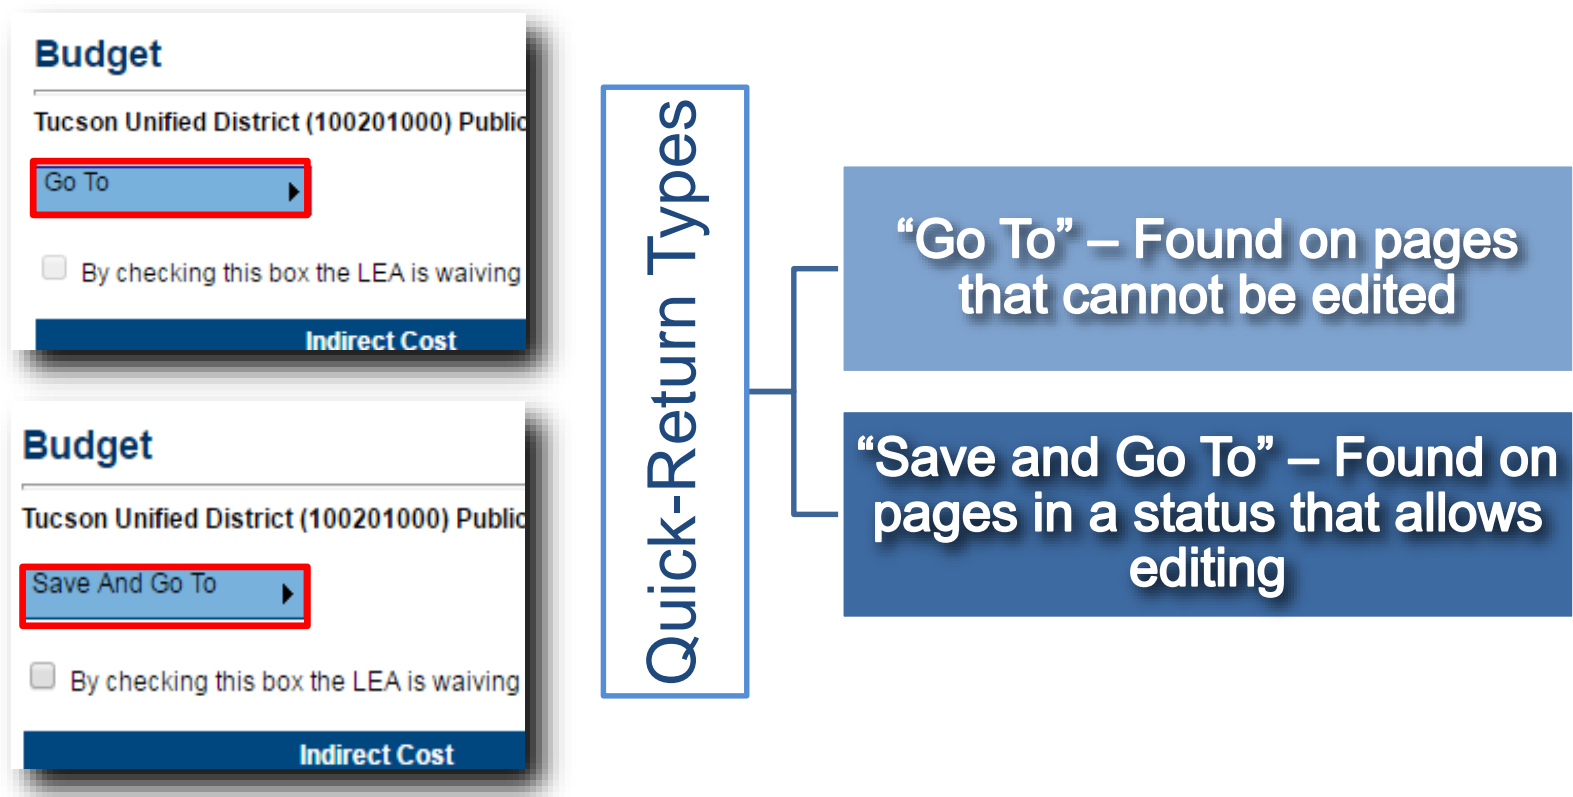 Budget
Tucson Unified District (100201000) Public
Go To
By checking this box the LEA is waiving
Indirect Cost
Budget
Tucson Unified District (100201000) Public
Save And Go To
By checking this box the LEA is waiving
Indirect Cost
Quick-Return Types
“Go To” – Found on pages
that cannot be edited
“Save and Go To” – Found on
pages in a status that allows
editing